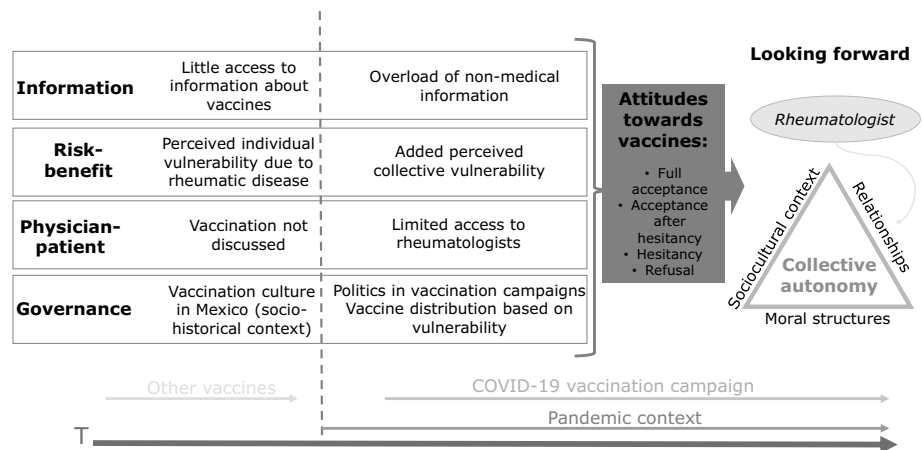 Looking forward
Information
Little access to
information about
vaccines
Overload of non-medical
information
Risk-
benefit
Perceived individual
vulnerability due to
rheumatic disease
Added perceived
collective vulnerability
Physician-
patient
Vaccination not
discussed
Limited access to
rheumatologists
Governance
Vaccination culture
in Mexico (socio-
historical context)
Politics in vaccination campaigns
Vaccine distribution based on
vulnerability
Attitudes
towards
vaccines:
• Full
acceptance
• Acceptance
after
hesitancy
• Hesitancy
• Refusal
Rheumatologist
Sociocultural context
Relationships
Collective
autonomy
Moral structures
Other vaccines
COVID-19 vaccination campaign
Pandemic context
T